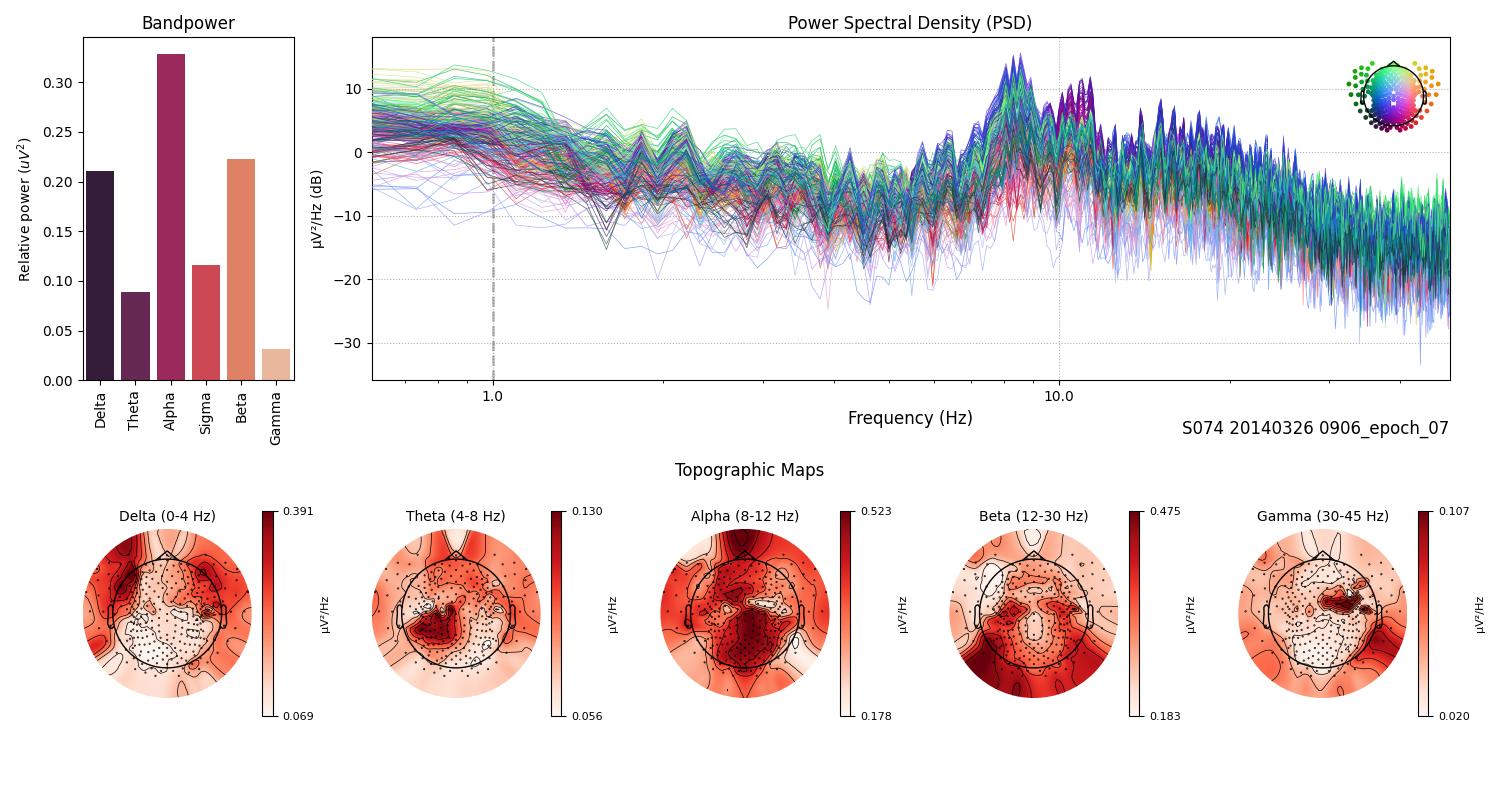 Bandpower
Power Spectral Density (PSD)
Relative power (uV²)
0.30
0.25
0.20
0.15
0.10
0.05
0.00
Delta
Theta
Alpha
Sigma
Beta
Gamma
µV²/Hz (dB)
10
0
−10
−20
−30
1.0
10.0
Frequency (Hz)
S074 20140326 0906_epoch_07
Topographic Maps
Delta (0-4 Hz)
0.391
0.069
µV²/Hz
Theta (4-8 Hz)
0.130
0.056
µV²/Hz
Alpha (8-12 Hz)
0.523
0.178
µV²/Hz
Beta (12-30 Hz)
0.475
0.183
µV²/Hz
Gamma (30-45 Hz)
0.107
0.020
µV²/Hz